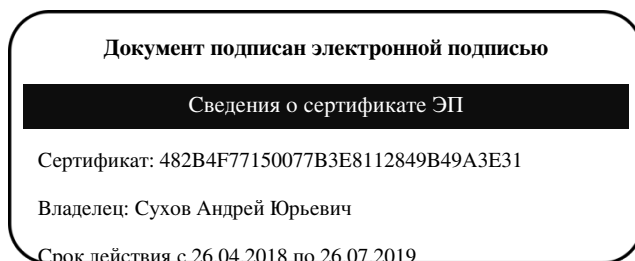 Документ подписан электронной подписью
Сведения о сертификате ЭП
Сертификат: 482B4F77150077B3E8112849B49A3E31
Владелец: Сухов Андрей Юрьевич
Срок действия с 26.04.2018 по 26.07.2019